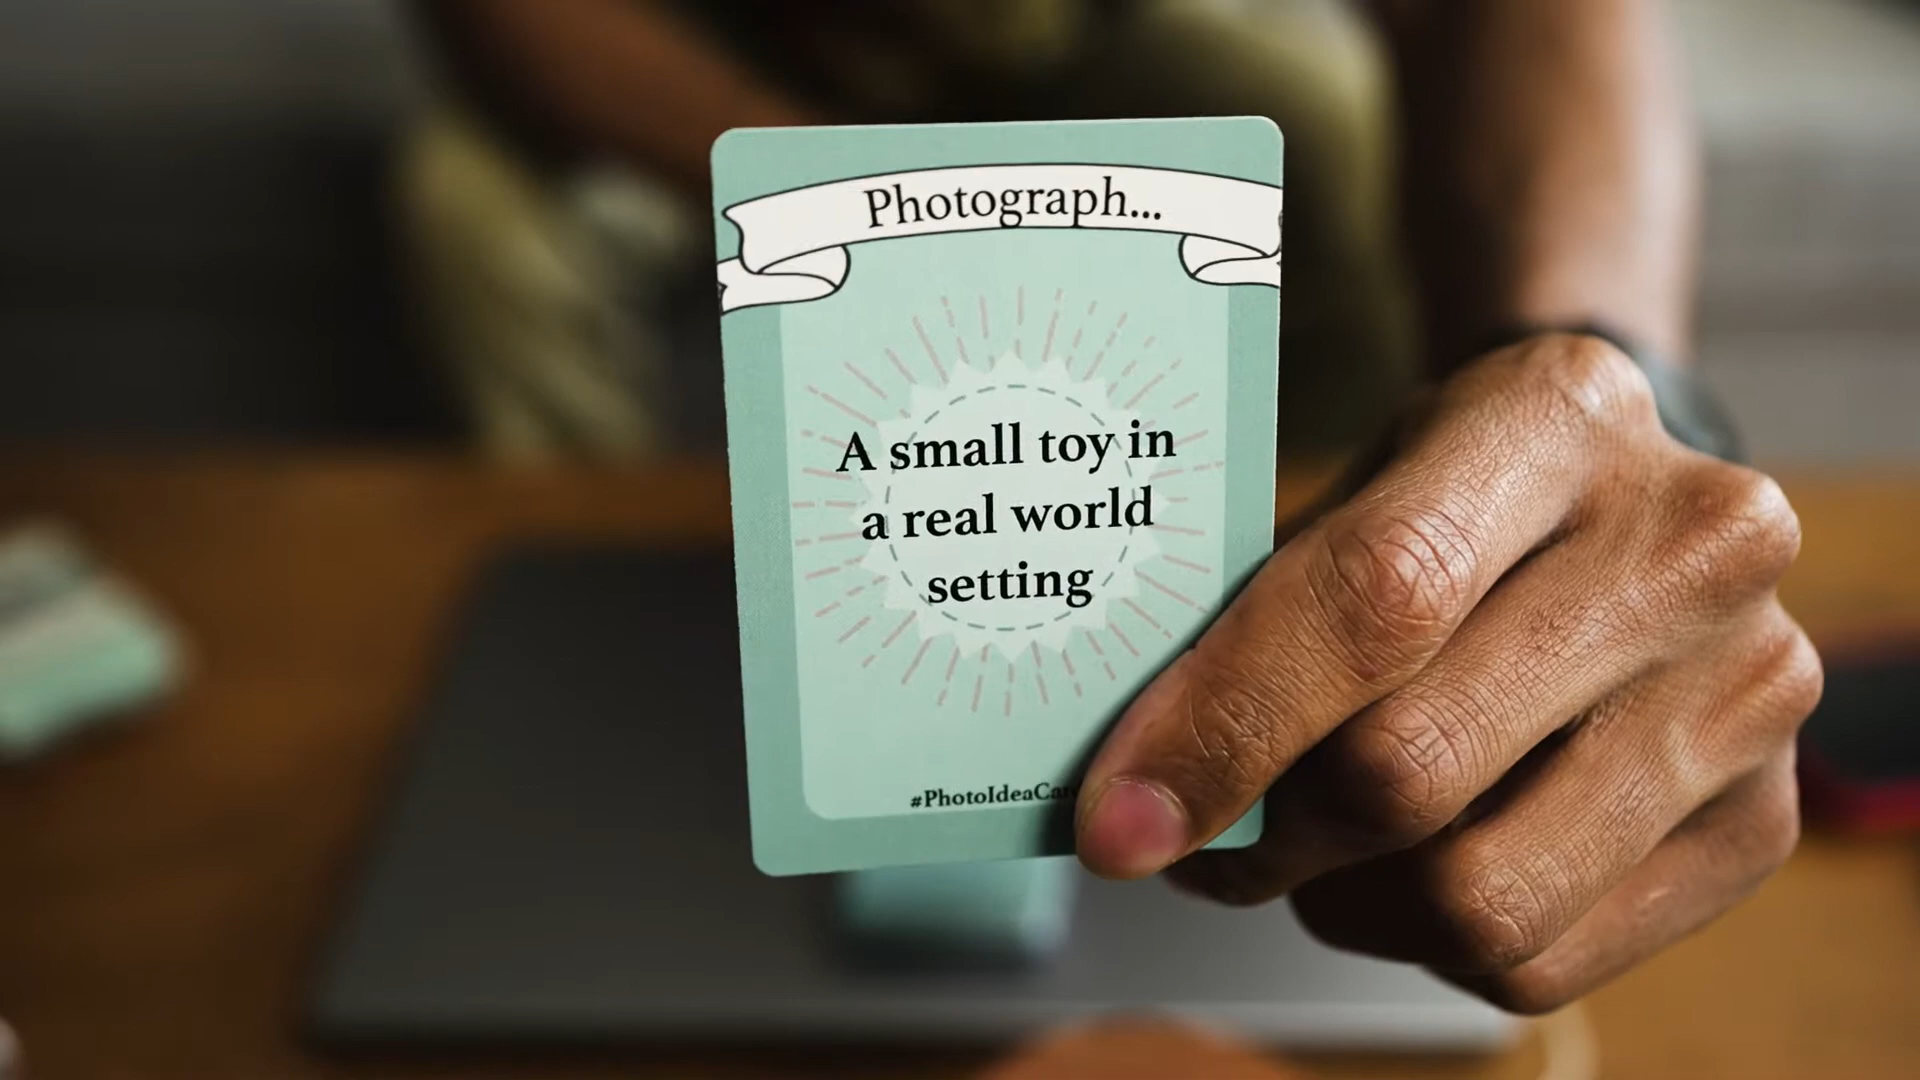 Photograph...
A small toy in
a real world
setting